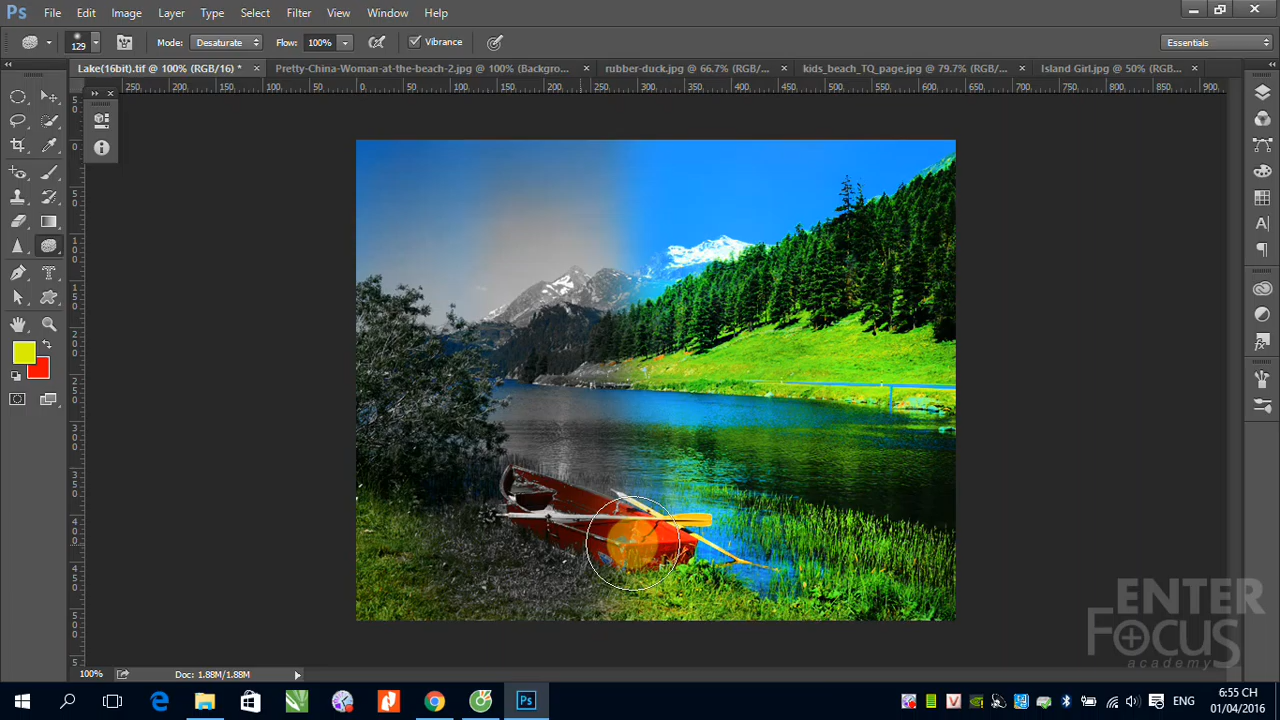 Ps File Edit Image Layer Type Select Filter 3D View Window Help
129 Mode: Desaturate Flow: 100% Vibrance Essentials
Lake(16bit).tif @ 100% (RGB/16) * × Pretty-China-Woman-at-the-beach-2.jpg @ 100% (Backgro... × rubber-duck.jpg @ 66.7% (RGB/... × kids_beach_TQ_page.jpg @ 79.7% (RGB/... × Island Girl.jpg @ 50% (RGB... ×
250 200 150 100 50 0 50 100 150 200 250 300 350 400 450 500 550 600 650 700 750 800 850 900
ENTER
FOCUS
academy
100% Doc: 1.88M/1.88M
ENG
6:55 CH
01/04/2016